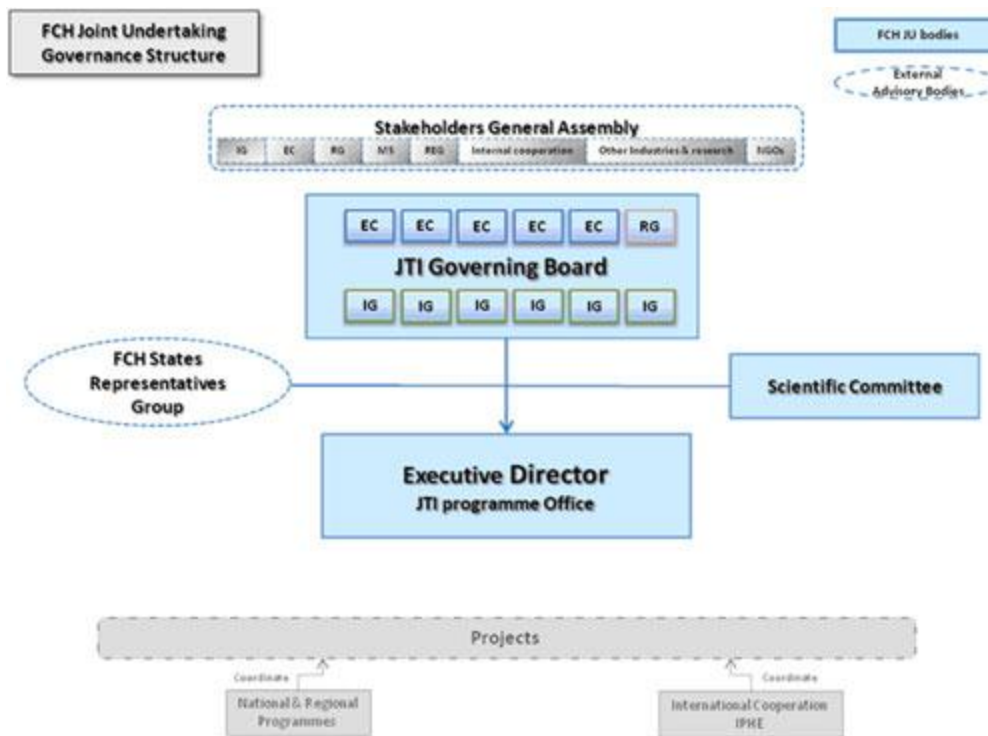 FCH Joint Undertaking
Governance Structure
FCH JU bodies
External
Advisory Bodies
Stakeholders General Assembly
IG EC RG MS REG Internal cooperation Other Industries & research NGOs
EC EC EC EC EC RG
JTI Governing Board
IG IG IG IG IG IG
FCH States
Representatives
Group
Scientific Committee
Executive Director
JTI programme Office
Projects
Coordinate
Coordinate
National & Regional
Programmes
International Cooperation
IPHE